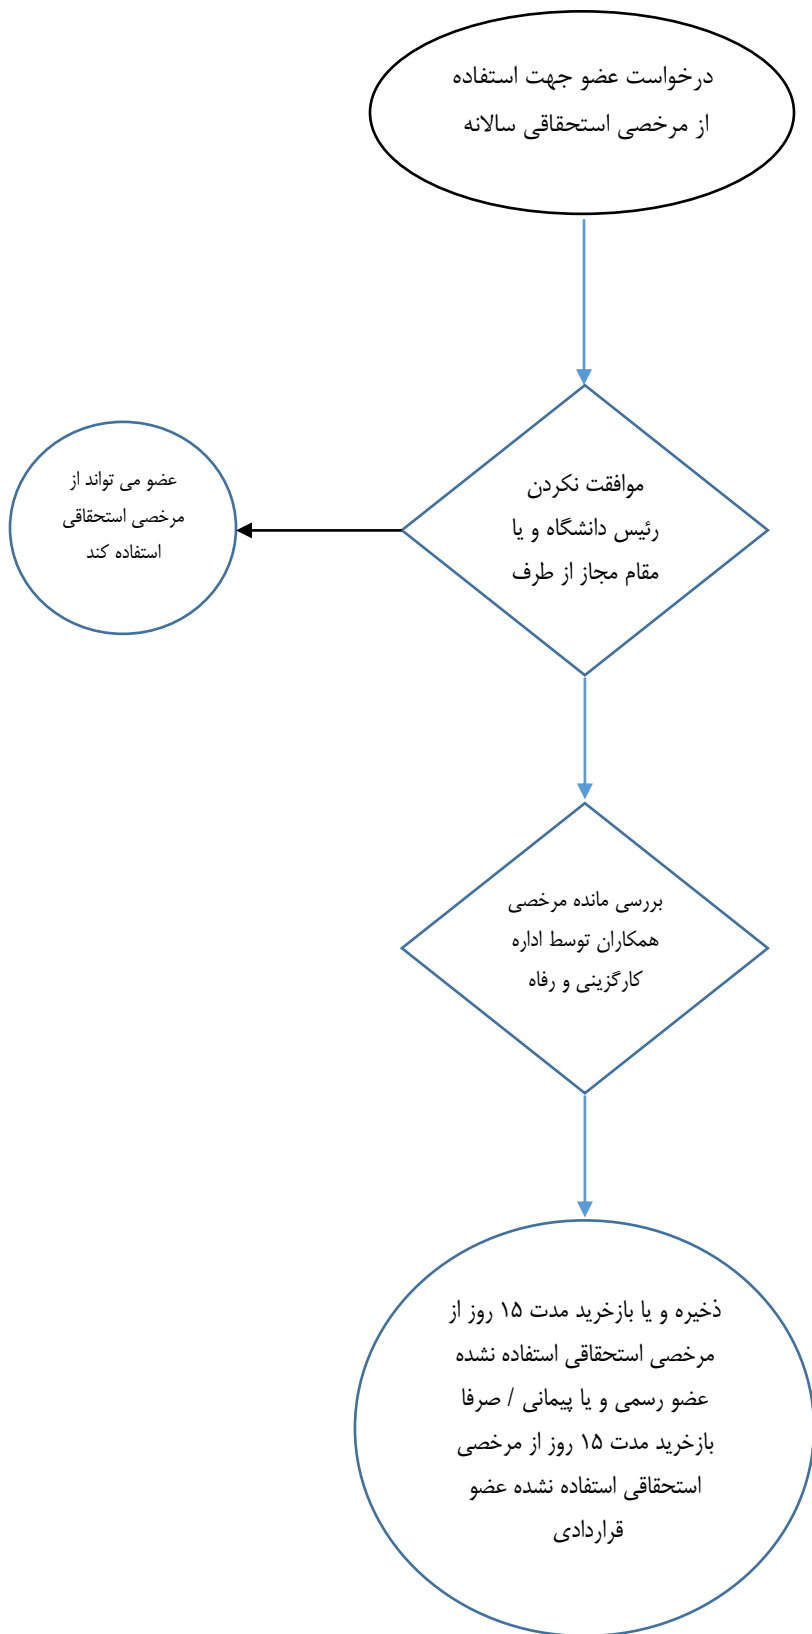 درخواست عضو جهت استفاده
از مرخصی استحقاقی سالانه
موافقت نکردن
رئیس دانشگاه و یا
مقام مجاز از طرف
عضو می تواند از
مرخصی استحقاقی
استفاده کند
بررسی مانده مرخصی
همکاران توسط اداره
کارگزینی و رفاه
ذخیره و یا بازخرید مدت ۱۵ روز از
مرخصی استحقاقی استفاده نشده
عضو رسمی و یا پیمانی / صرفا
بازخرید مدت ۱۵ روز از مرخصی
استحقاقی استفاده نشده عضو
قراردادی